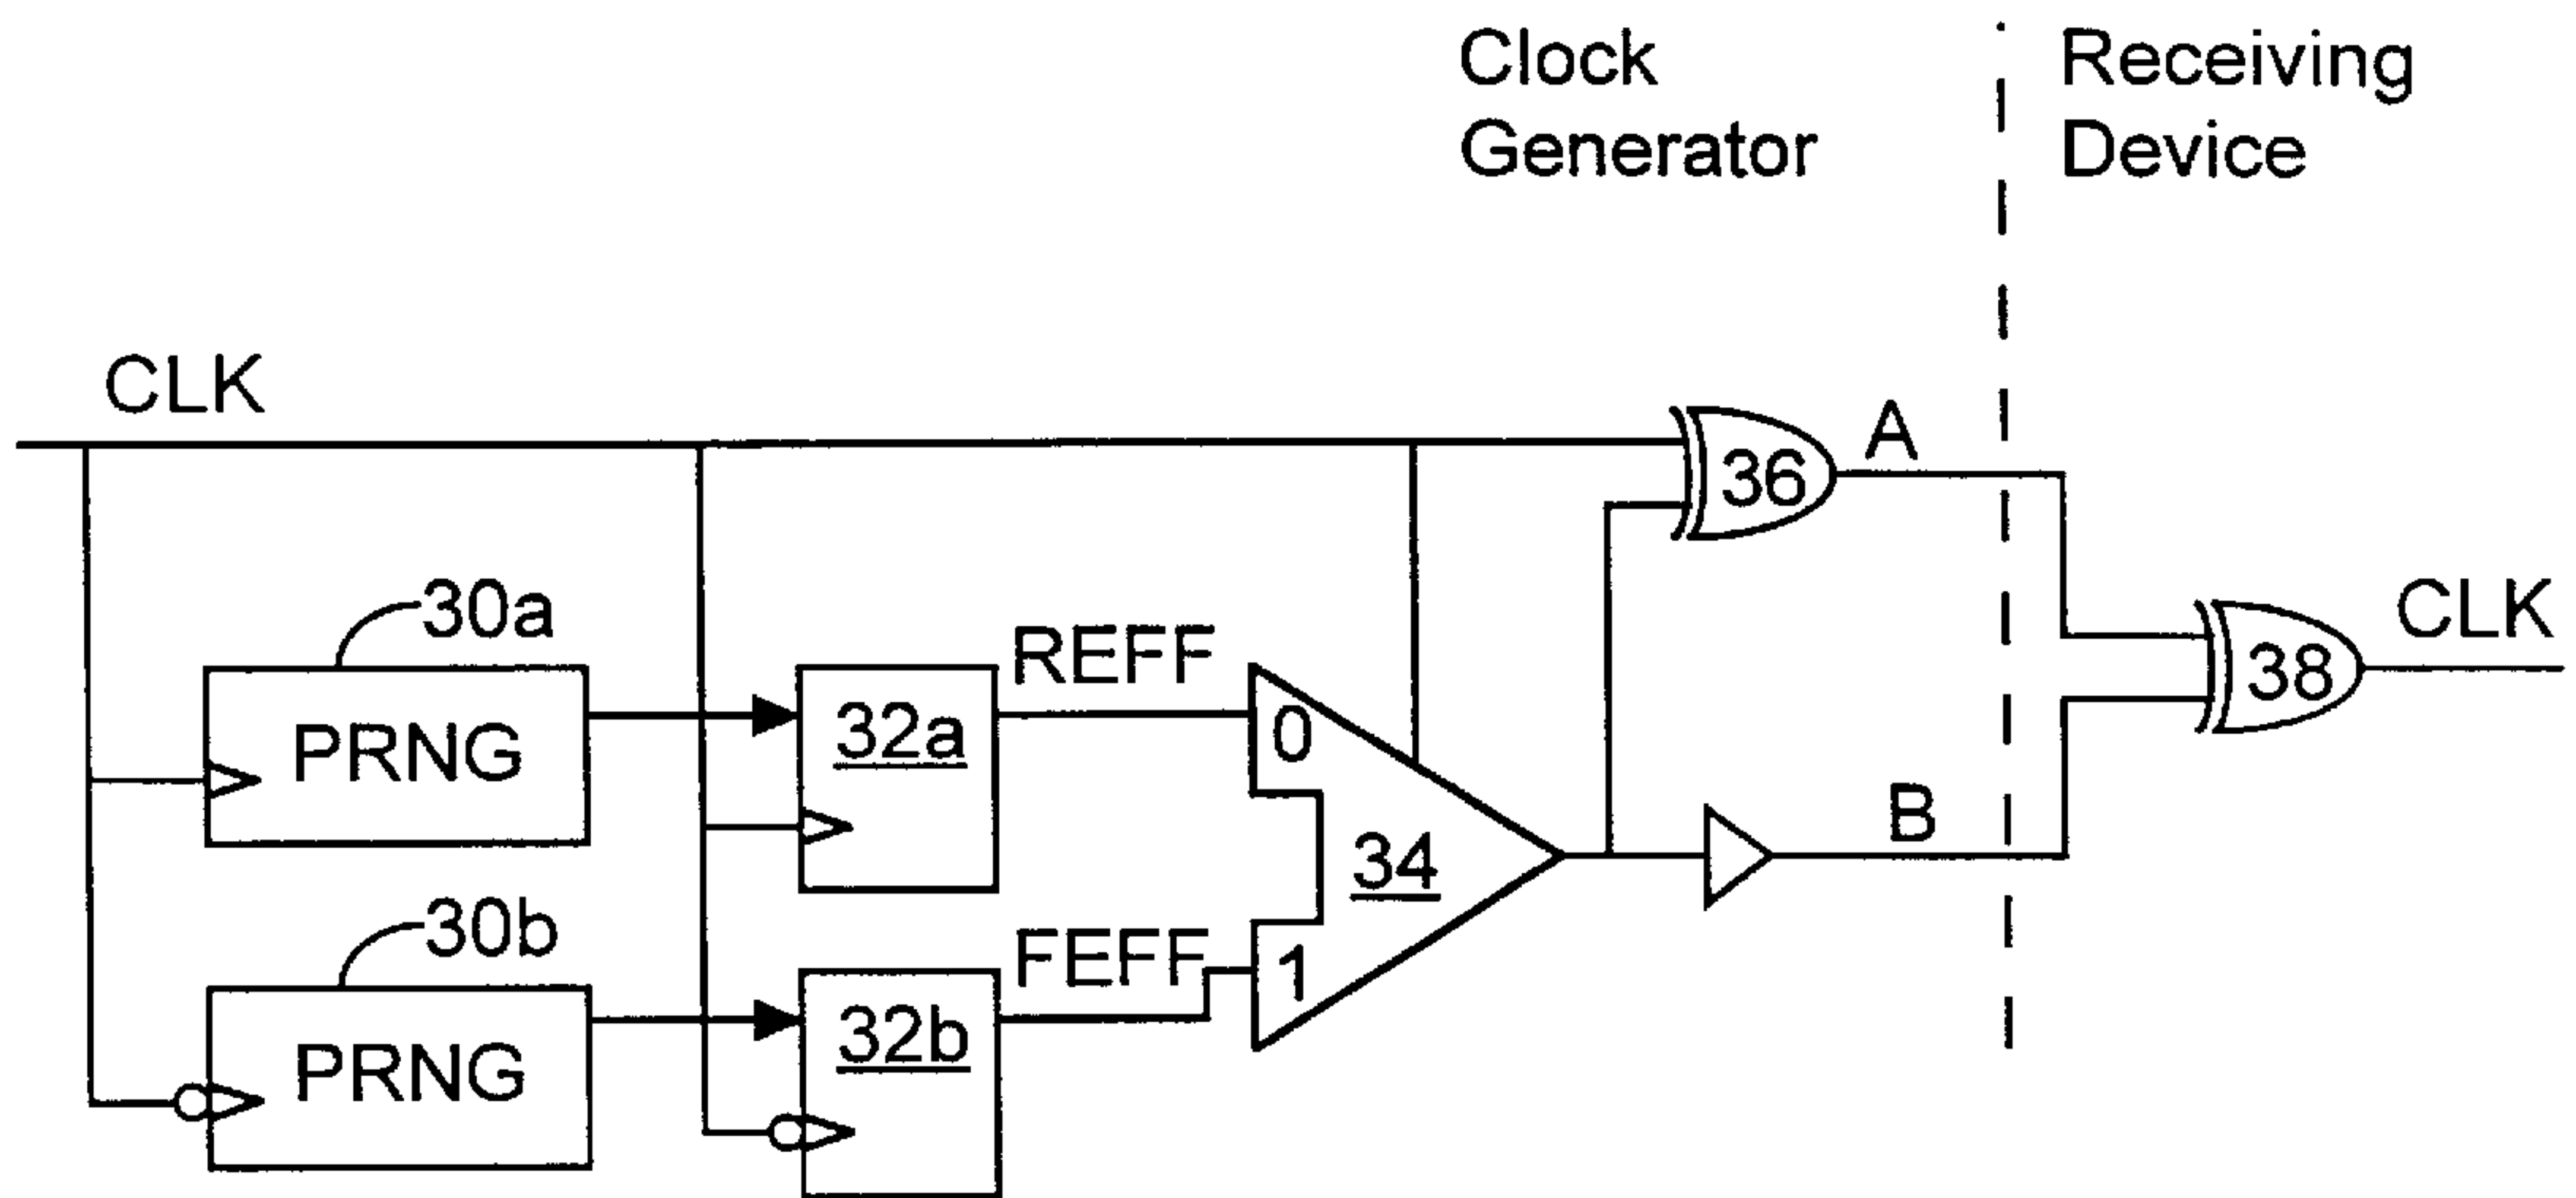 Clock
Generator
Receiving
Device
CLK
36
A
30a
PRNG
32a
REFF
0
34
38
CLK
B
30b
PRNG
32b
FEFF
1